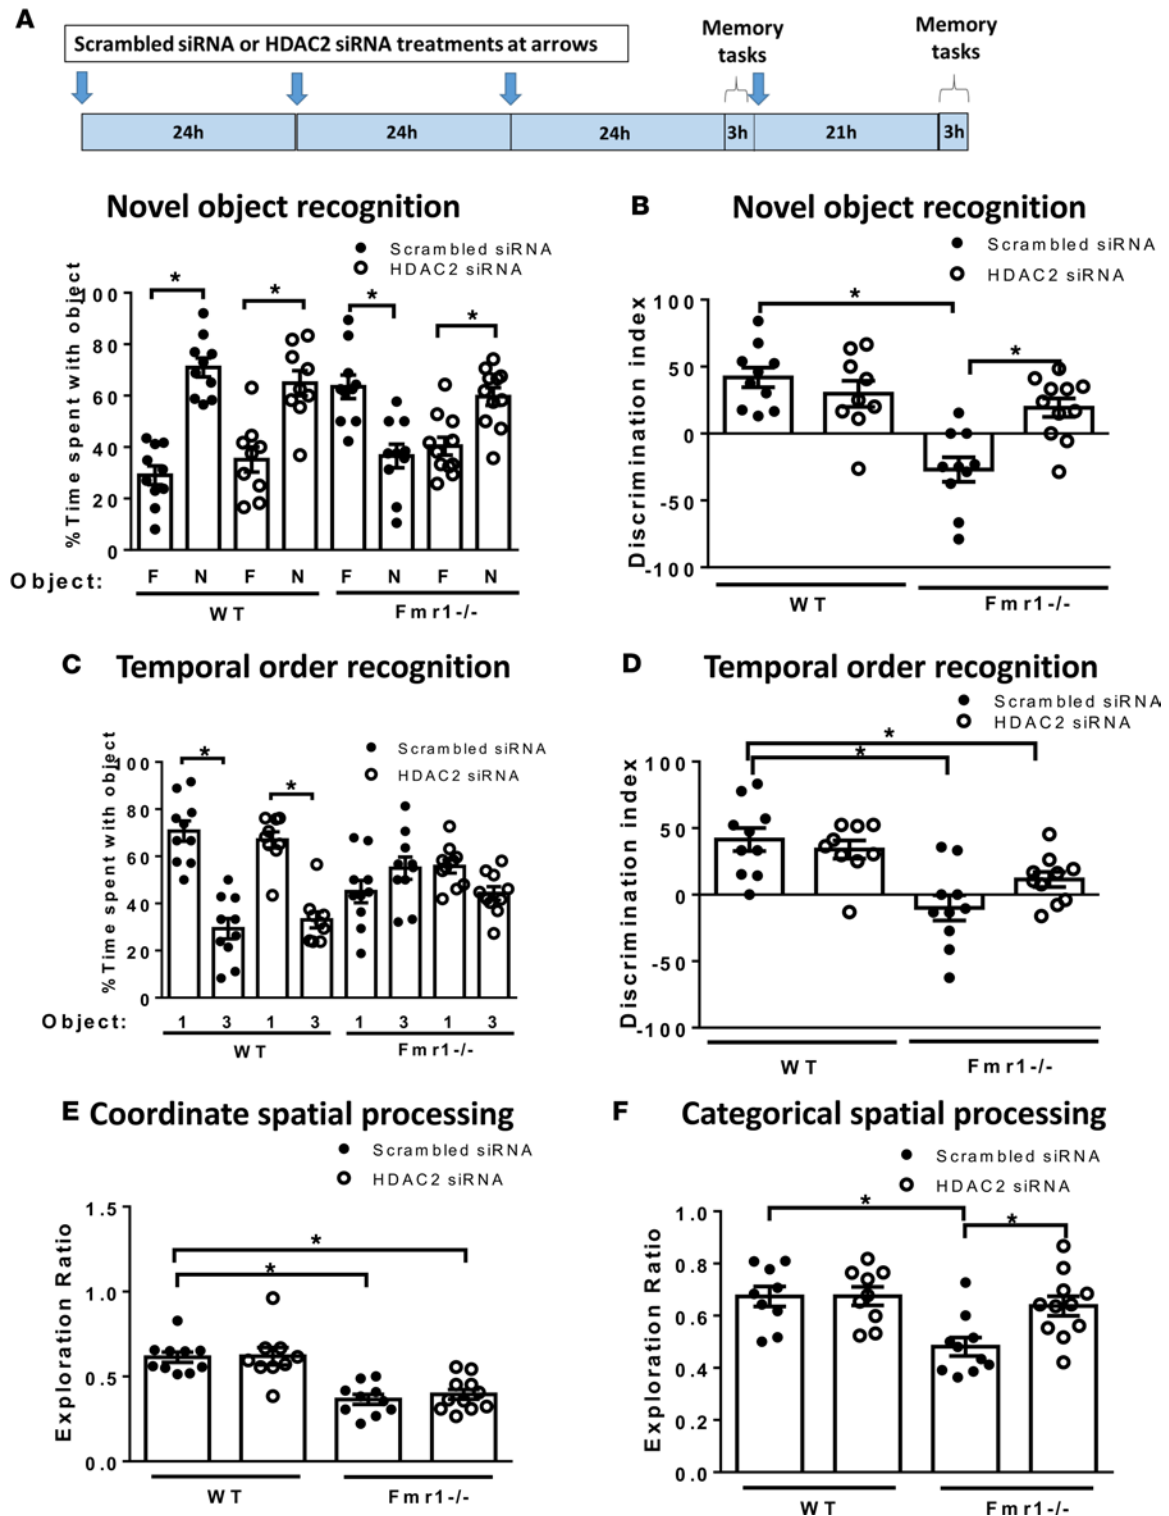 A
Scrambled siRNA or HDAC2 siRNA treatments at arrows
Memory tasks
Memory tasks
24h 24h 24h 3h 21h 3h
Novel object recognition
Scrambled siRNA
HDAC2 siRNA
* * * *
%Time spent with object
100
80
60
40
20
0
Object: F N F N F N F N
WT Fmr1-/-
B Novel object recognition
Scrambled siRNA
HDAC2 siRNA
* *
Discrimination index
100
50
0
-50
-100
WT Fmr1-/-
C Temporal order recognition
Scrambled siRNA
HDAC2 siRNA
* *
%Time spent with object
100
80
60
40
20
0
Object: 1 3 1 3 1 3 1 3
WT Fmr1-/-
D Temporal order recognition
Scrambled siRNA
HDAC2 siRNA
*
*
Discrimination index
100
50
0
-50
-100
WT Fmr1-/-
E Coordinate spatial processing
Scrambled siRNA
HDAC2 siRNA
*
*
Exploration Ratio
1.5
1.0
0.5
0.0
WT Fmr1-/-
F Categorical spatial processing
Scrambled siRNA
HDAC2 siRNA
* *
Exploration Ratio
1.0
0.8
0.6
0.4
0.2
0.0
WT Fmr1-/-